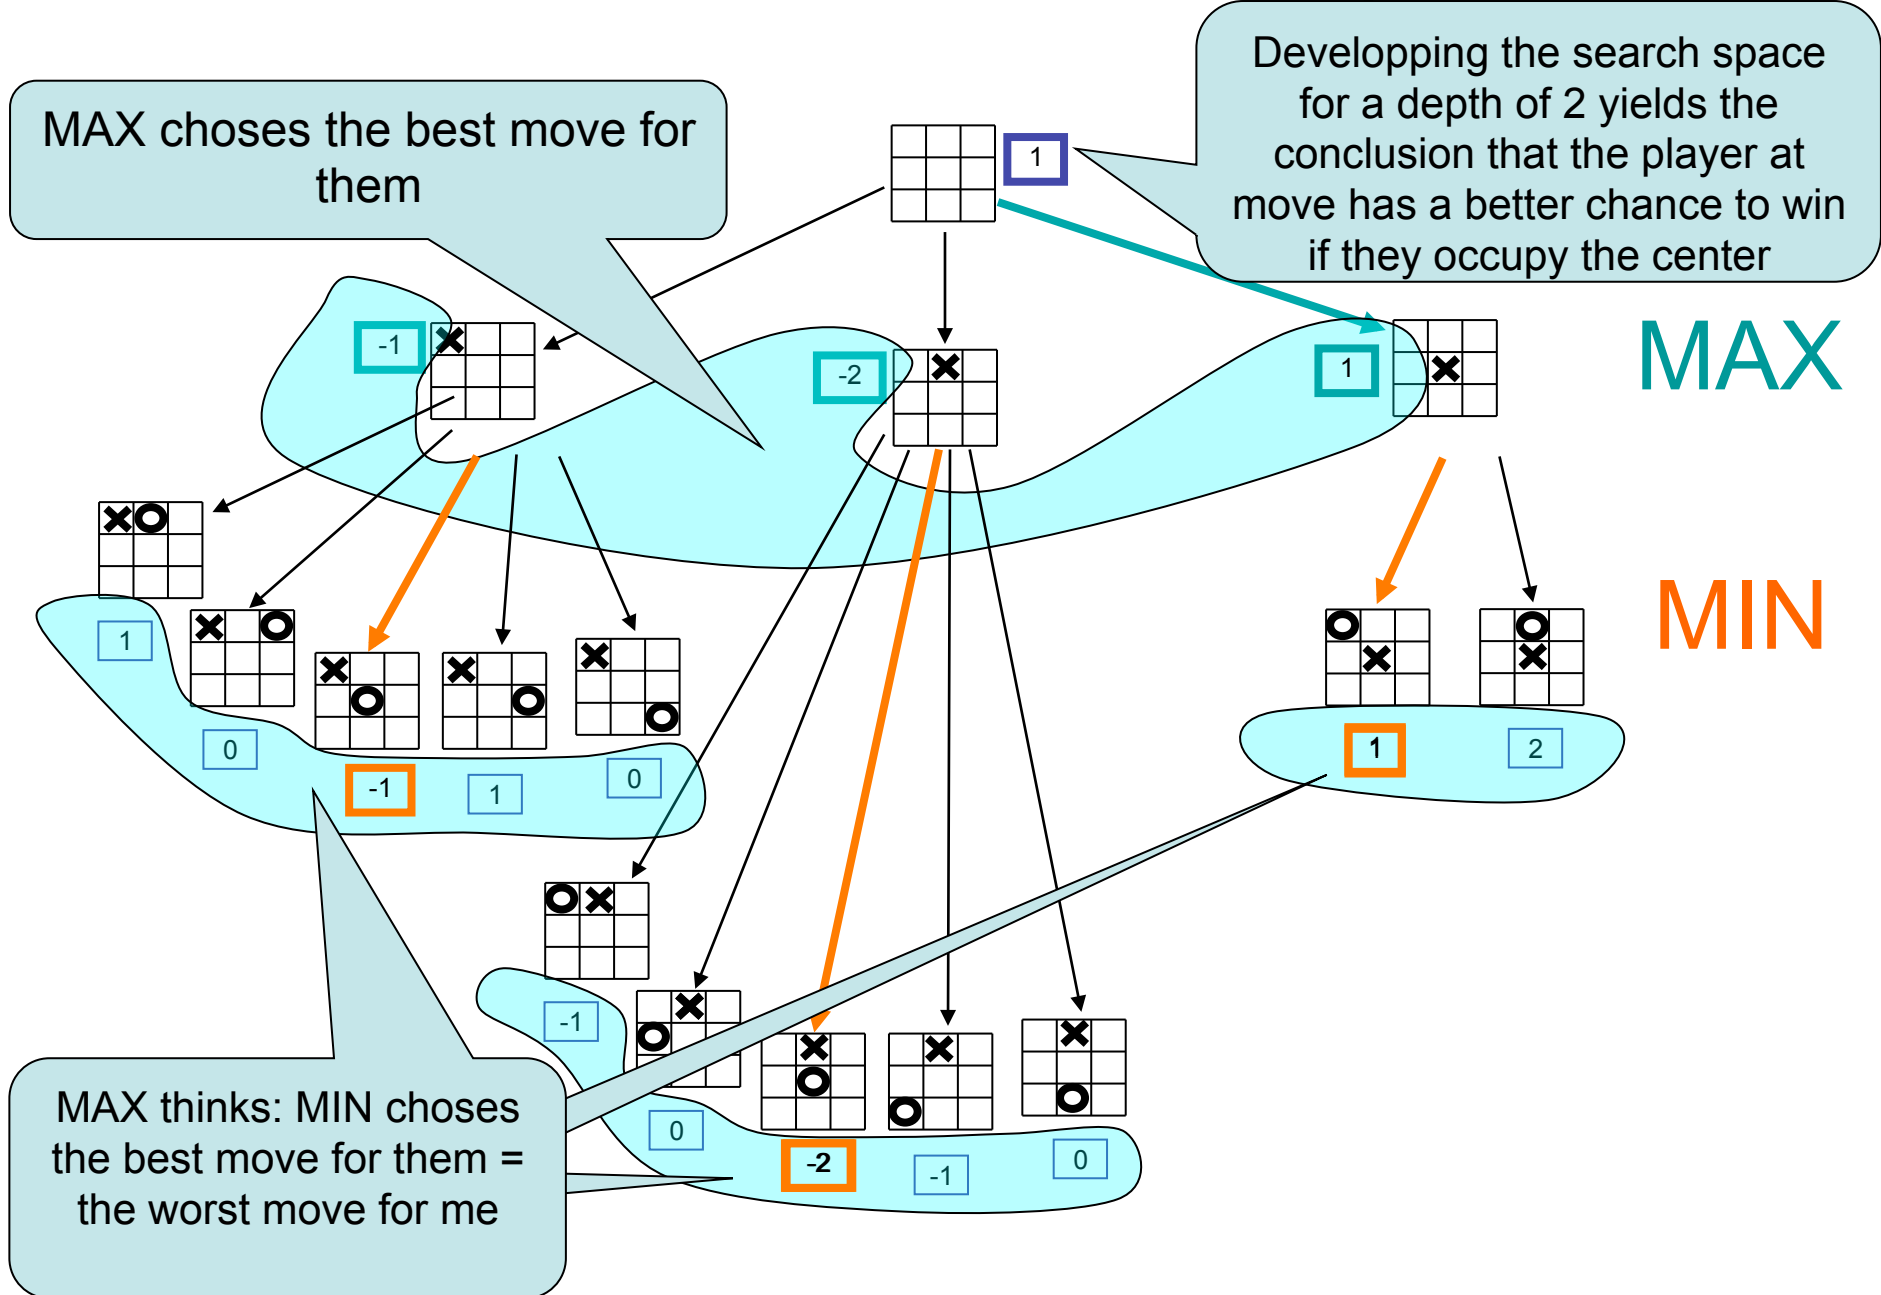 Developping the search space
for a depth of 2 yields the
conclusion that the player at
move has a better chance to win
if they occupy the center
MAX choses the best move for
them
1
-1
-2
1
MAX
MIN
1
0
-1
1
0
1
2
-1
0
-2
-1
0
MAX thinks: MIN choses
the best move for them =
the worst move for me